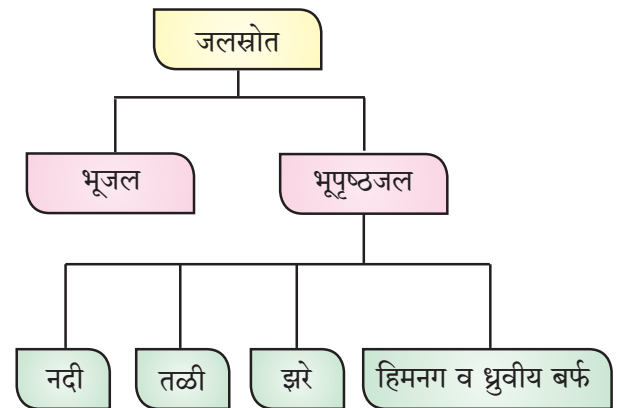 जलस्रोत
भूजल
भूपृष्ठजल
नदी
तळी
झरे
हिमनग व ध्रुवीय बर्फ